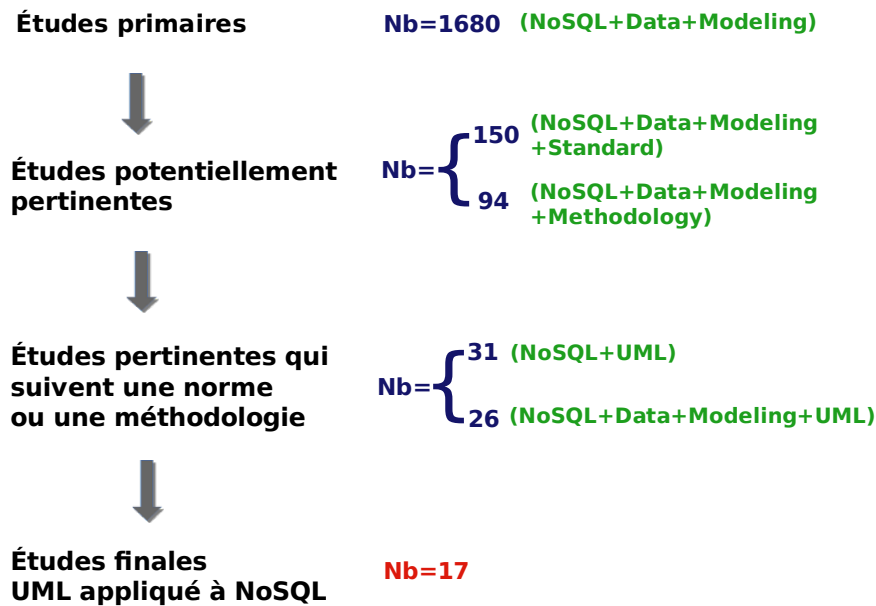 Études primaires
Nb=1680 (NoSQL+Data+Modeling)
Études potentiellement
pertinentes
Nb={
150 (NoSQL+Data+Modeling
+Standard)
94 (NoSQL+Data+Modeling
+Methodology)
Études pertinentes qui
suivent une norme
ou une méthodologie
Nb={
31 (NoSQL+UML)
26 (NoSQL+Data+Modeling+UML)
Études finales
UML appliqué à NoSQL
Nb=17